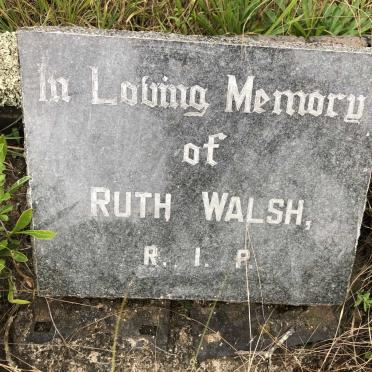 In Loving Memory
of
RUTH WALSH,
R. I. P